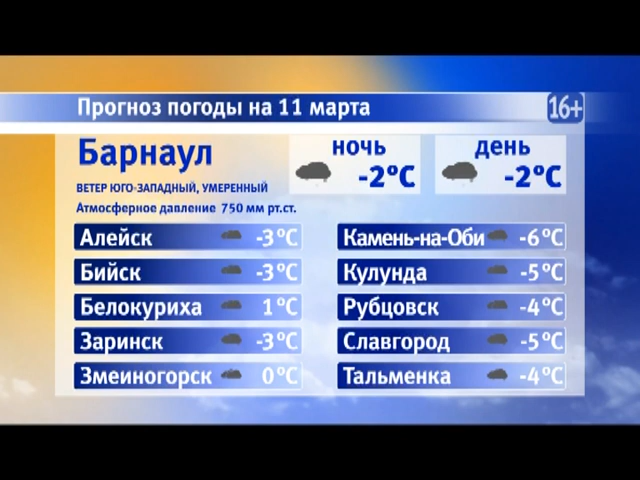 Прогноз погоды на 11 марта 16+
Барнаул
ночь
-2°C
день
-2°C
ВЕТЕР ЮГО-ЗАПАДНЫЙ, УМЕРЕННЫЙ
Атмосферное давление 750 мм рт.ст.
Алейск -3°C
Бийск -3°C
Белокуриха 1°C
Заринск -3°C
Змеиногорск 0°C
Камень-на-Оби -6°C
Кулунда -5°C
Рубцовск -4°C
Славгород -5°C
Тальменка -4°C